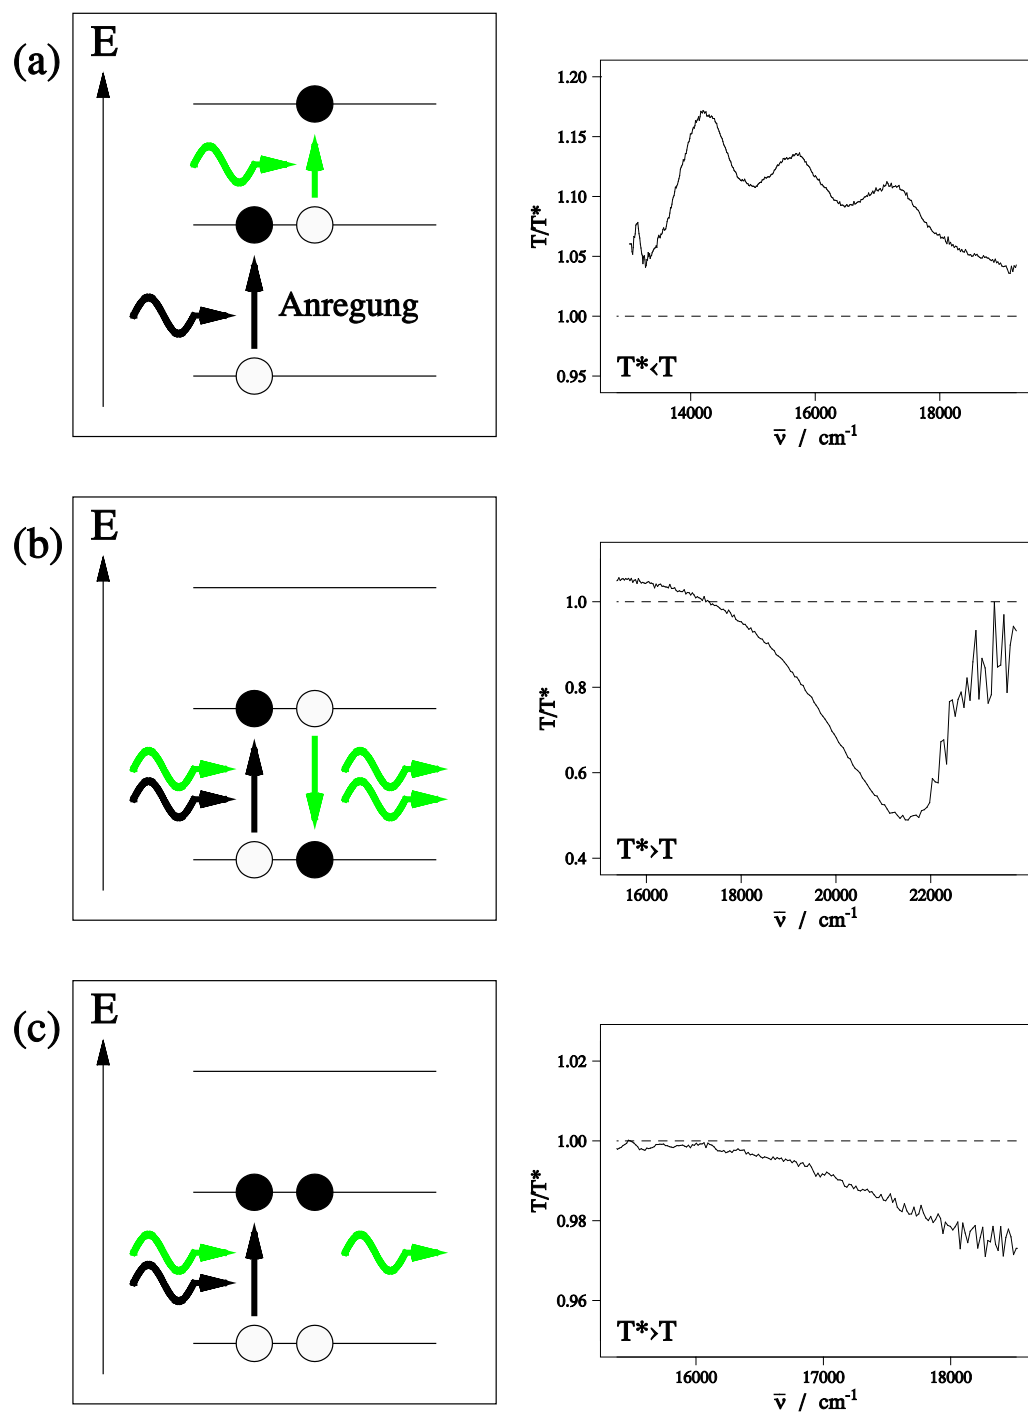 (a)
E
Anregung
T/T*
1.20
1.15
1.10
1.05
1.00
0.95
T*<T
14000 16000 18000
ν̄ / cm⁻¹
(b)
E
T/T*
1.0
0.8
0.6
0.4
T*>T
16000 18000 20000 22000
ν̄ / cm⁻¹
(c)
E
T/T*
1.02
1.00
0.98
0.96
T*>T
16000 17000 18000
ν̄ / cm⁻¹